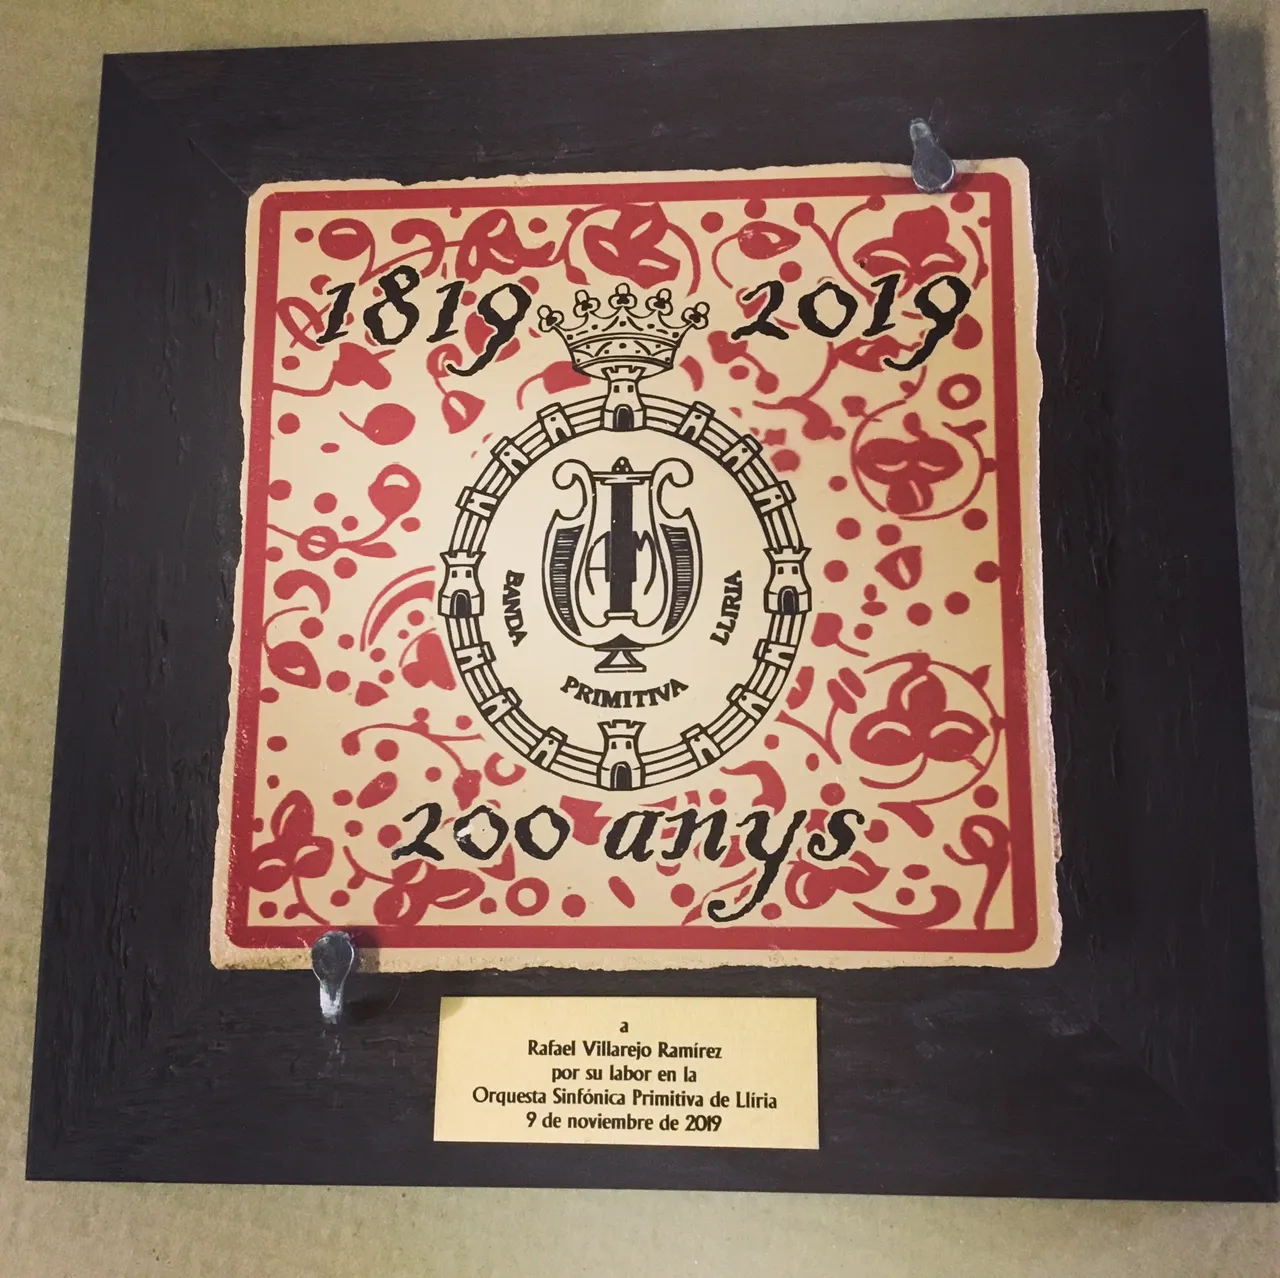 1819 2019
BANDA
PRIMITIVA
LLIRIA
200 anys
a
Rafael Villarejo Ramírez
por su labor en la
Orquesta Sinfónica Primitiva de Llíria
9 de noviembre de 2019